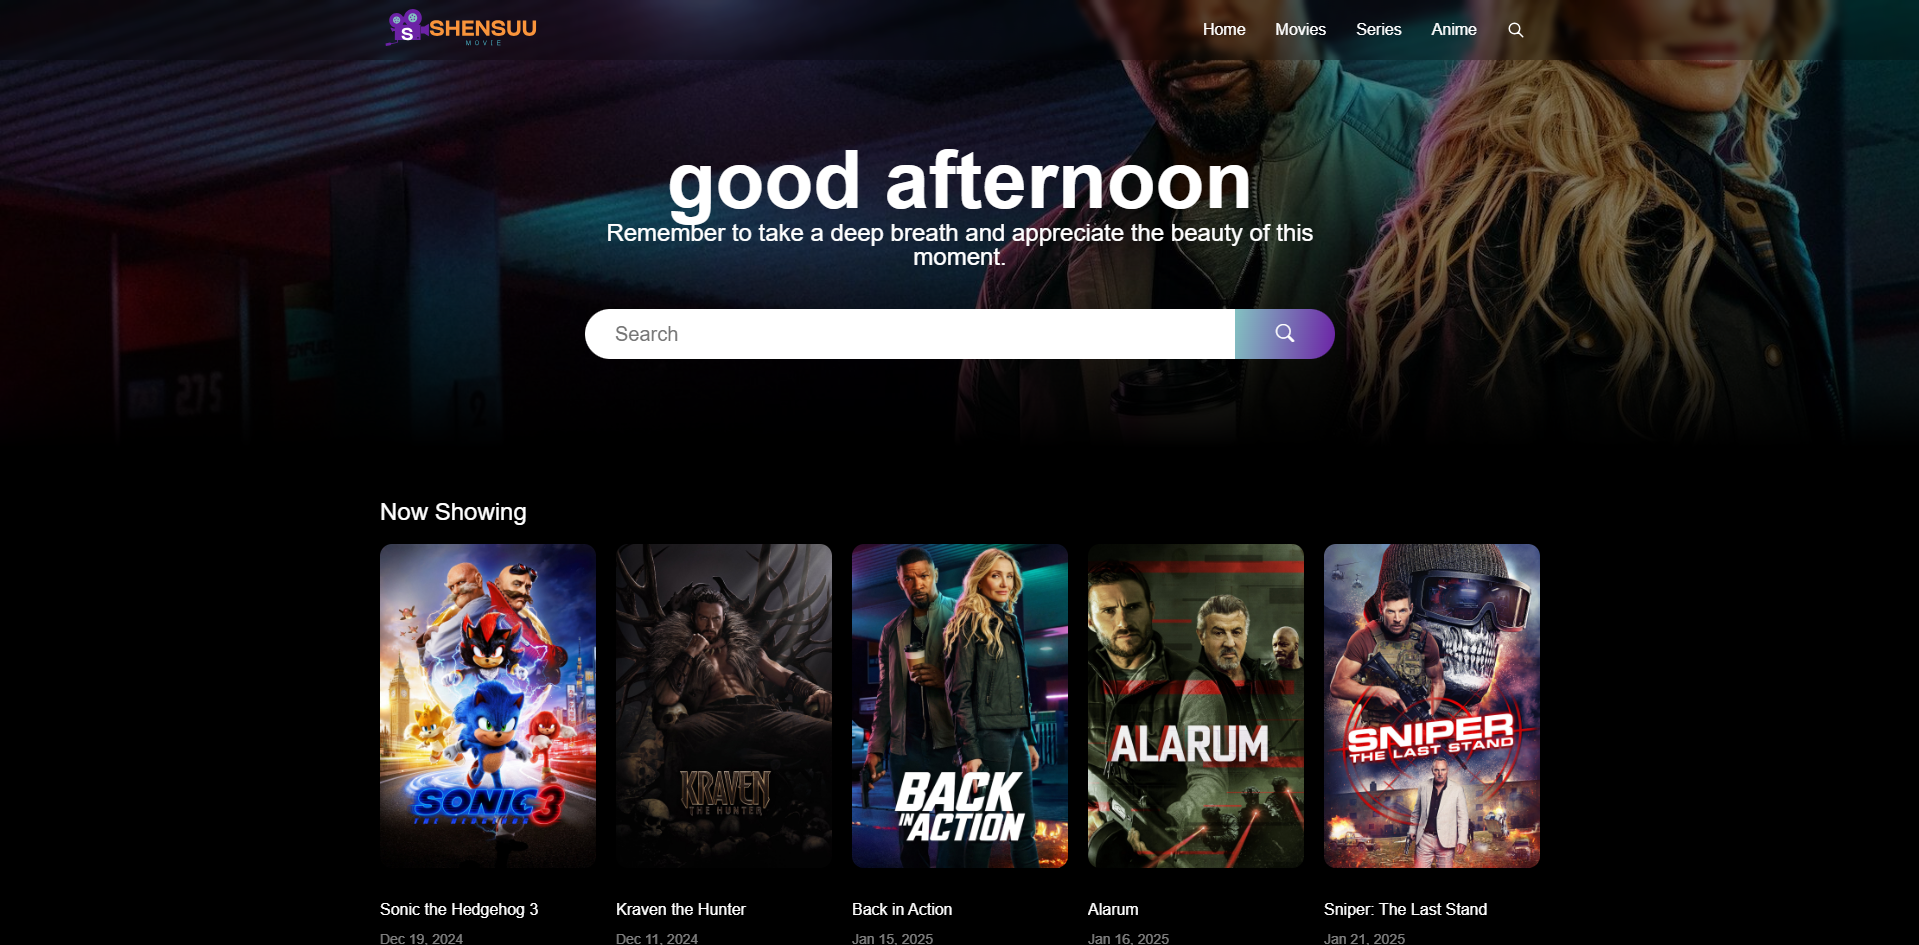 S
SHENSUU
MOVIE
Home Movies Series Anime
good afternoon
Remember to take a deep breath and appreciate the beauty of this
moment.
Search
275
2
Now Showing
SONIC 3
THE HEDGEHOG
KRAVEN
THE HUNTER
BACK
IN ACTION
ALARUM
SNIPER
THE LAST STAND
Sonic the Hedgehog 3
Dec 19, 2024
Kraven the Hunter
Dec 11, 2024
Back in Action
Jan 15, 2025
Alarum
Jan 16, 2025
Sniper: The Last Stand
Jan 21, 2025